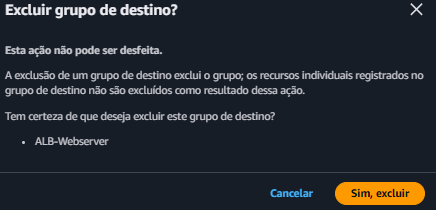 Excluir grupo de destino?
Esta ação não pode ser desfeita.
A exclusão de um grupo de destino exclui o grupo; os recursos individuais registrados no
grupo de destino não são excluídos como resultado dessa ação.
Tem certeza de que deseja excluir este grupo de destino?
• ALB-Webserver
Cancelar
Sim, excluir